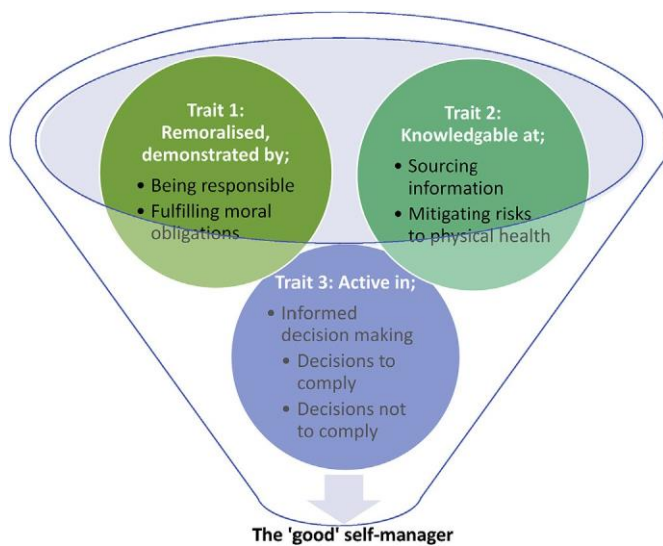 Trait 1:
Remoralised,
demonstrated by;
• Being responsible
• Fulfilling moral
obligations
Trait 2:
Knowledgable at;
• Sourcing
information
• Mitigating risks
to physical health
Trait 3: Active in;
• Informed
decision making
• Decisions to
comply
• Decisions not
to comply
The 'good' self-manager